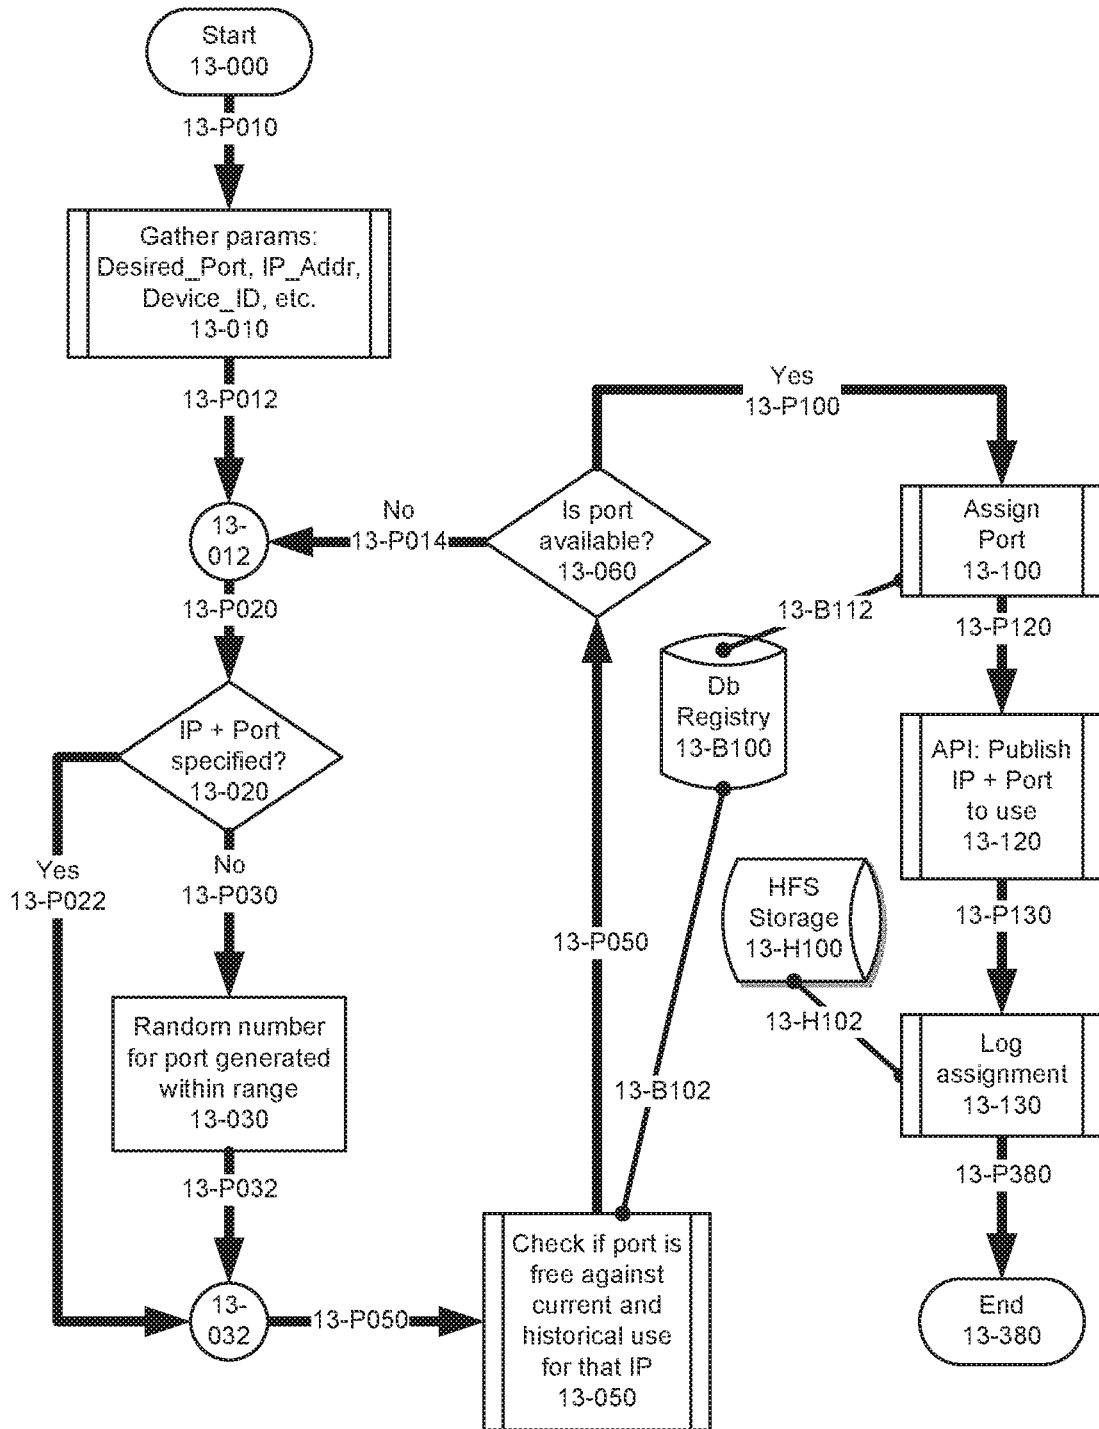 Start
13-000
13-P010
Gather params:
Desired_Port, IP_Addr,
Device_ID, etc.
13-010
13-P012
13-
012
13-P020
IP + Port
specified?
13-020
Yes
13-P022
No
13-P030
Random number
for port generated
within range
13-030
13-P032
13-
032
13-P050
Check if port is
free against
current and
historical use
for that IP
13-050
13-P050
13-B102
Is port
available?
13-060
No
13-P014
Yes
13-P100
Db
Registry
13-B100
13-B112
Assign
Port
13-100
13-P120
API: Publish
IP + Port
to use
13-120
13-P130
HFS
Storage
13-H100
13-H102
Log
assignment
13-130
13-P380
End
13-380